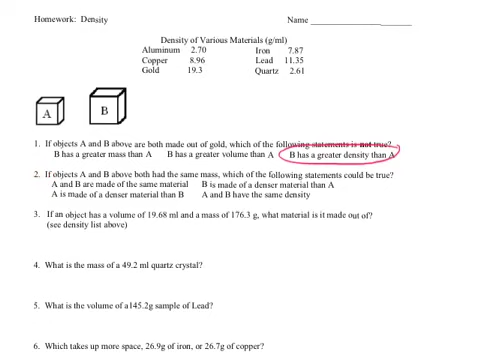 Homework: Density Name ______________________
Density of Various Materials (g/ml)
Aluminum 2.70 Iron 7.87
Copper 8.96 Lead 11.35
Gold 19.3 Quartz 2.61
A B
1. If objects A and B above are both made out of gold, which of the following statements is not true?
B has a greater mass than A B has a greater volume than A B has a greater density than A
2. If objects A and B above both had the same mass, which of the following statements could be true?
A and B are made of the same material B is made of a denser material than A
A is made of a denser material than B A and B have the same density
3. If an object has a volume of 19.68 ml and a mass of 176.3 g, what material is it made out of?
(see density list above)
4. What is the mass of a 49.2 ml quartz crystal?
5. What is the volume of a145.2g sample of Lead?
6. Which takes up more space, 26.9g of iron, or 26.7g of copper?